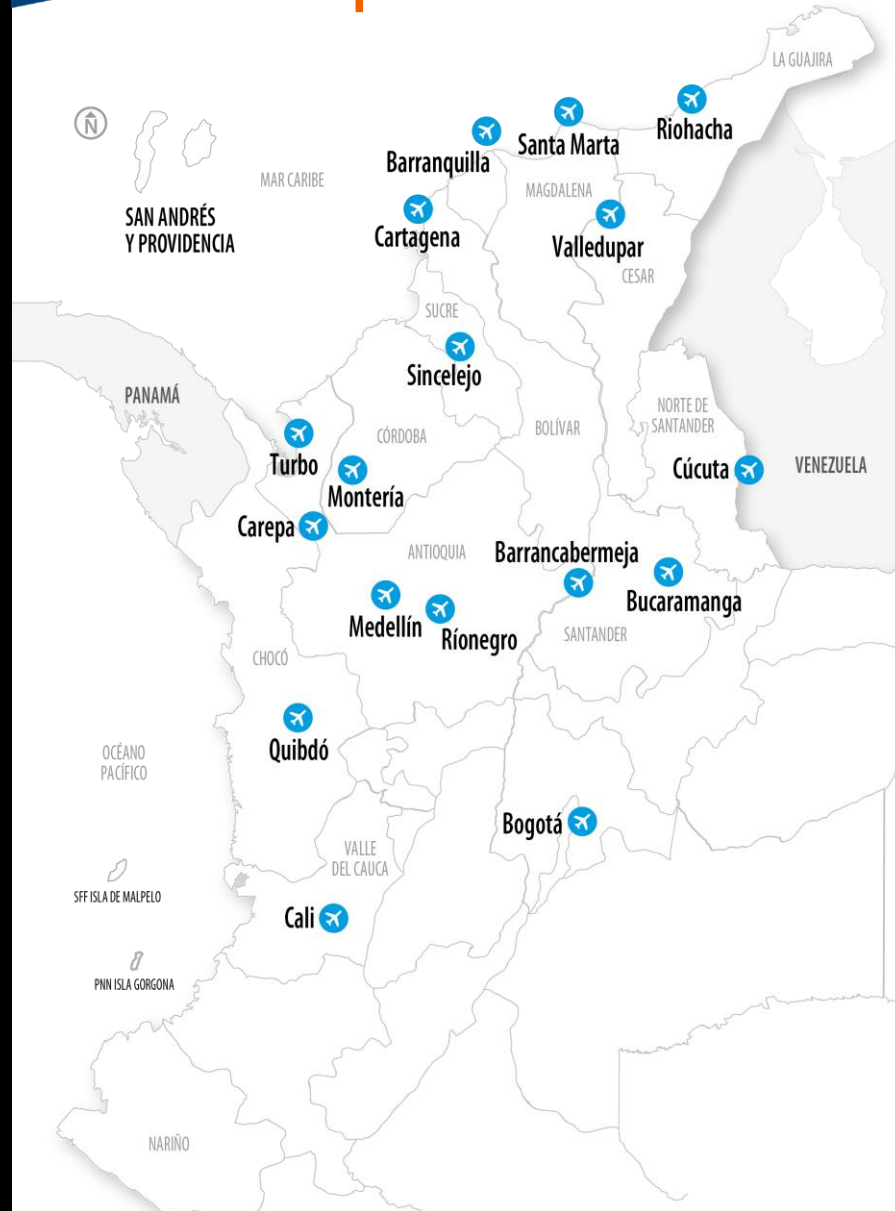 LA GUAJIRA
N
Riohacha
Santa Marta
Barranquilla
MAR CARIBE
MAGDALENA
SAN ANDRÉS
Y PROVIDENCIA
Cartagena
Valledupar
CESAR
SUCRE
Sincelejo
PANAMÁ
NORTE DE
SANTANDER
CÓRDOBA
BOLÍVAR
Turbo
Cúcuta
VENEZUELA
Montería
Carepa
ANTIOQUIA
Barrancabermeja
Bucaramanga
Medellín
Ríonegro
SANTANDER
CHOCÓ
Quibdó
OCÉANO
PACÍFICO
Bogotá
VALLE
DEL CAUCA
SFF ISLA DE MALPELO
Cali
PNN ISLA GORGONA
NARIÑO